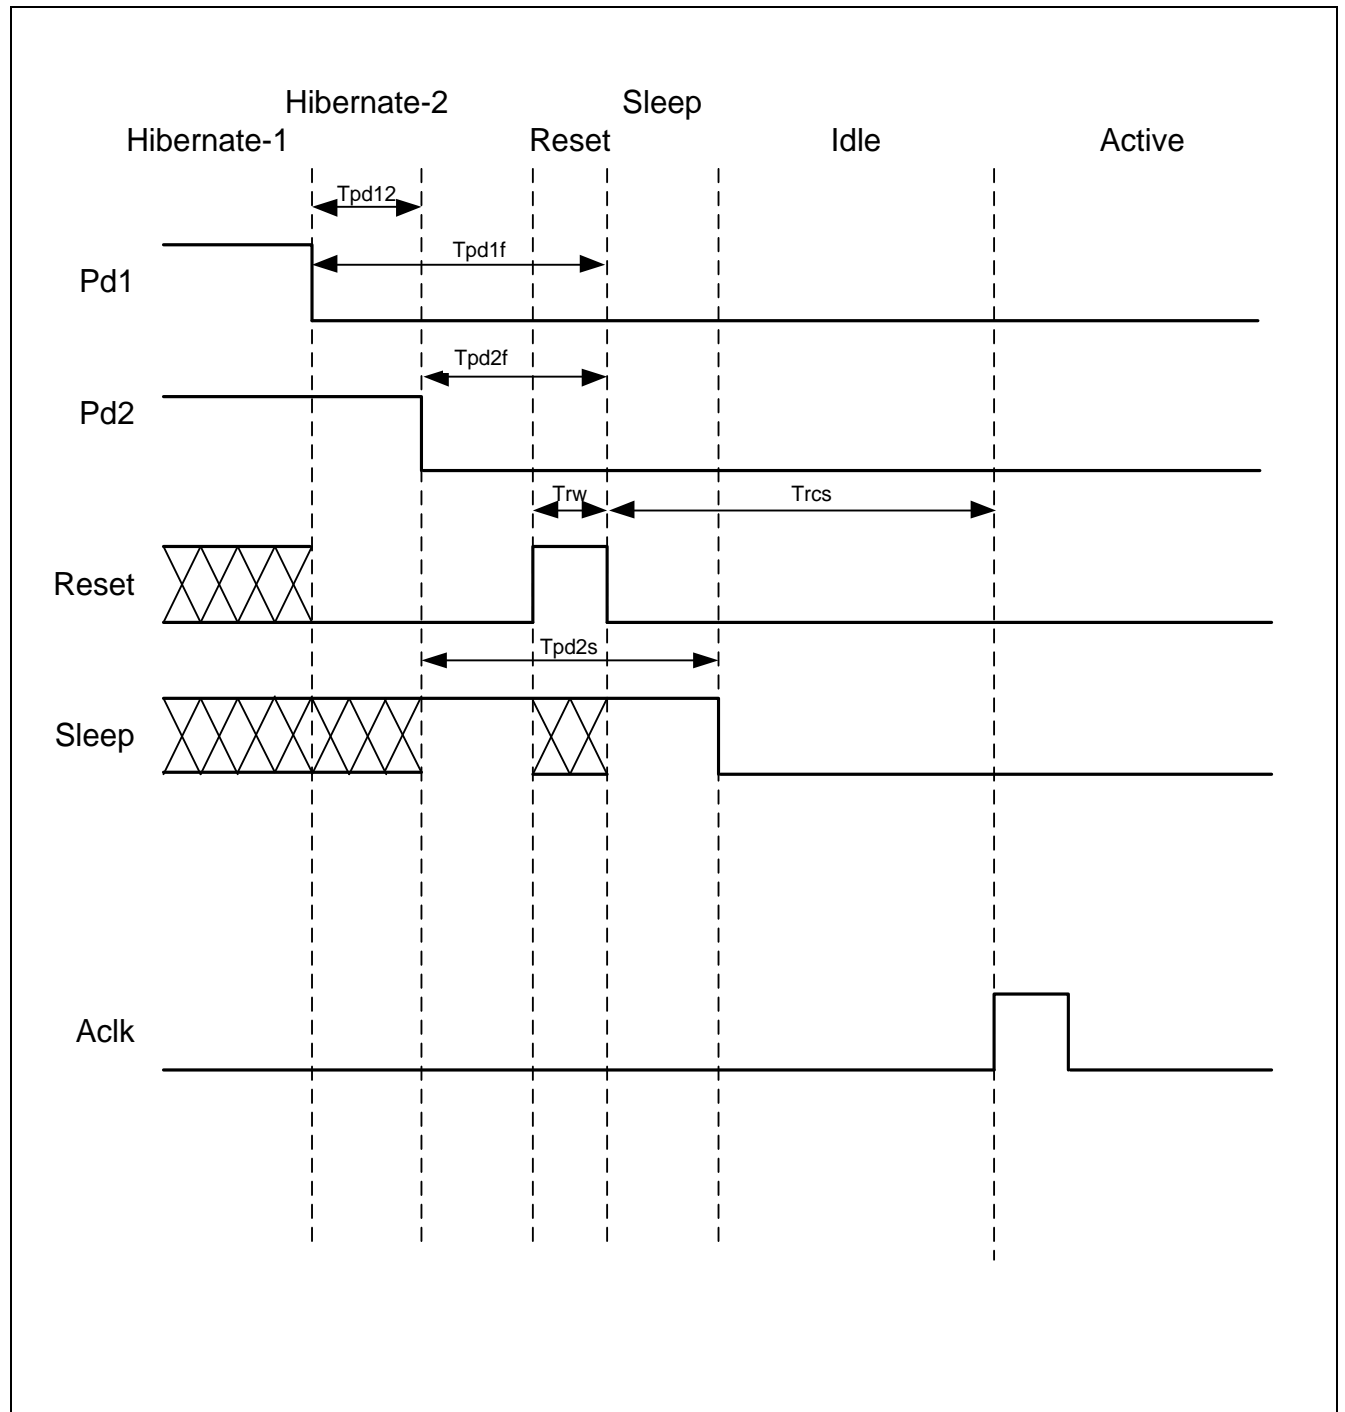 Hibernate-2
Sleep
Hibernate-1
Reset
Idle
Active
Tpd12
Tpd1f
Pd1
Tpd2f
Pd2
Trw
Trcs
Reset
Tpd2s
Sleep
Aclk